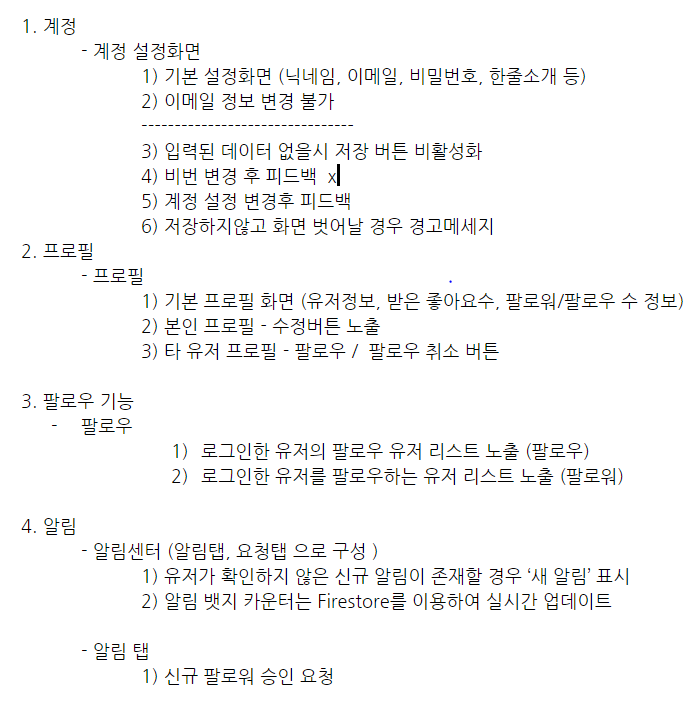 1. 계정
- 계정 설정화면
1) 기본 설정화면 (닉네임, 이메일, 비밀번호, 한줄소개 등)
2) 이메일 정보 변경 불가
--------------------------------
3) 입력된 데이터 없을시 저장 버튼 비활성화
4) 비번 변경 후 피드백  x
5) 계정 설정 변경후 피드백
6) 저장하지않고 화면 벗어날 경우 경고메세지
2. 프로필
- 프로필
1) 기본 프로필 화면 (유저정보, 받은 좋아요수, 팔로워/팔로우 수 정보)
2) 본인 프로필 - 수정버튼 노출
3) 타 유저 프로필 - 팔로우 /  팔로우 취소 버튼
3. 팔로우 기능
-    팔로우
1)  로그인한 유저의 팔로우 유저 리스트 노출 (팔로우)
2)  로그인한 유저를 팔로우하는 유저 리스트 노출 (팔로워)
4. 알림
- 알림센터 (알림탭, 요청탭 으로 구성 )
1) 유저가 확인하지 않은 신규 알림이 존재할 경우 ‘새 알림’ 표시
2) 알림 뱃지 카운터는 Firestore를 이용하여 실시간 업데이트
- 알림 탭
1) 신규 팔로워 승인 요청